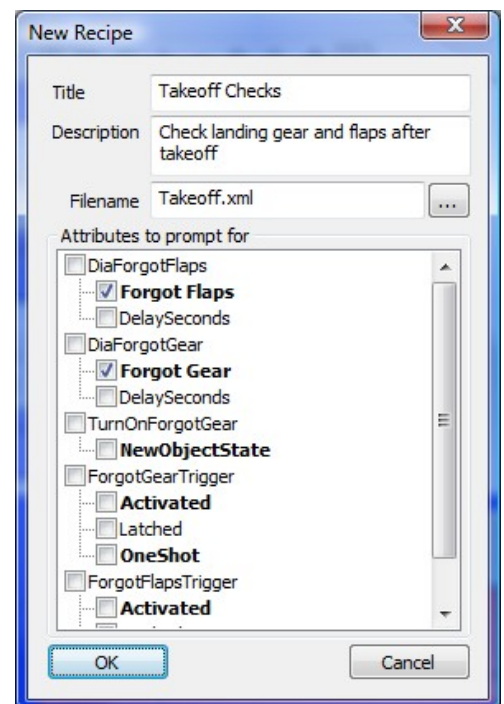 New Recipe
Title
Takeoff Checks
Description
Check landing gear and flaps after
takeoff
Filename
Takeoff.xml
...
Attributes to prompt for
DiaForgotFlaps
Forgot Flaps
DelaySeconds
DiaForgotGear
Forgot Gear
DelaySeconds
TurnOnForgotGear
NewObjectState
ForgotGearTrigger
Activated
Latched
OneShot
ForgotFlapsTrigger
Activated
OK
Cancel